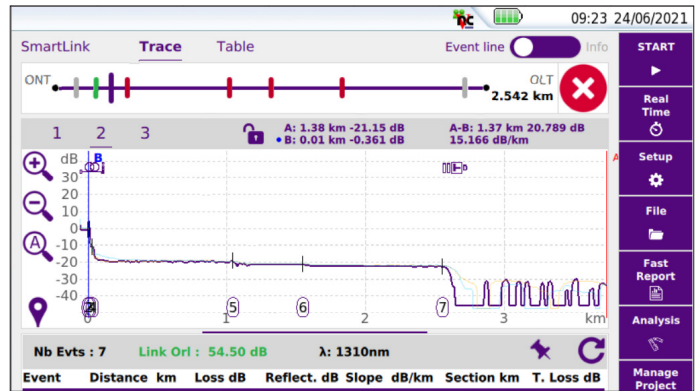 09:23 24/06/2021
SmartLink Trace Table Event line Info START
ONT OLT
2.542 km
Real
Time
1 2 3 A: 1.38 km -21.15 dB A-B: 1.37 km 20.789 dB
B: 0.01 km -0.361 dB 15.166 dB/km
dB B A Setup
30
20
10
0
-10
-20
-30
-40
File
Fast
Report
5 6 7
0 1 2 3 km
Analysis
Nb Evts : 7 Link Orl : 54.50 dB λ: 1310nm
Event Distance km Loss dB Reflect. dB Slope dB/km Section km T. Loss dB
Manage
Project